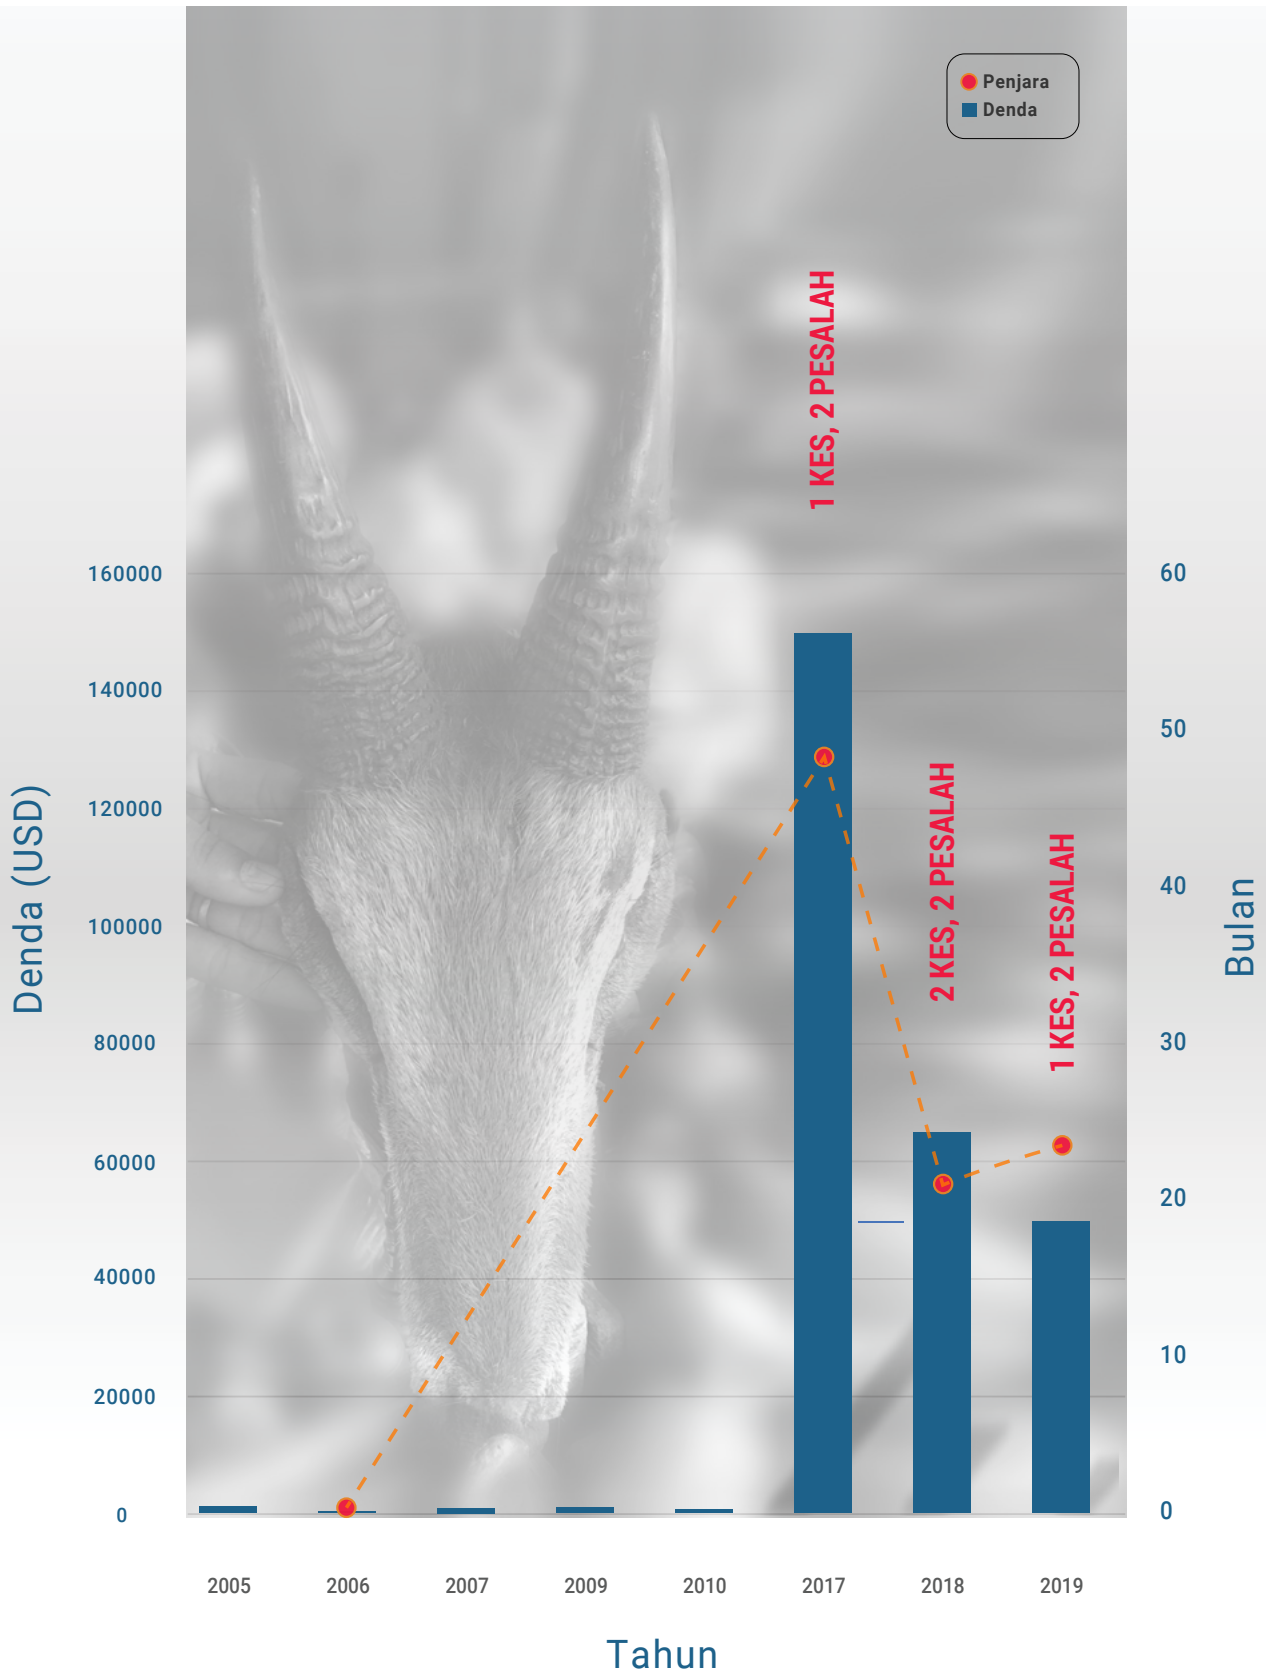 Penjara
Denda
1 KES, 2 PESALAH
2 KES, 2 PESALAH
1 KES, 2 PESALAH
Denda (USD)
160000
140000
120000
100000
80000
60000
40000
20000
0
60
50
40
30
20
10
0
Bulan
2005 2006 2007 2009 2010 2017 2018 2019
Tahun